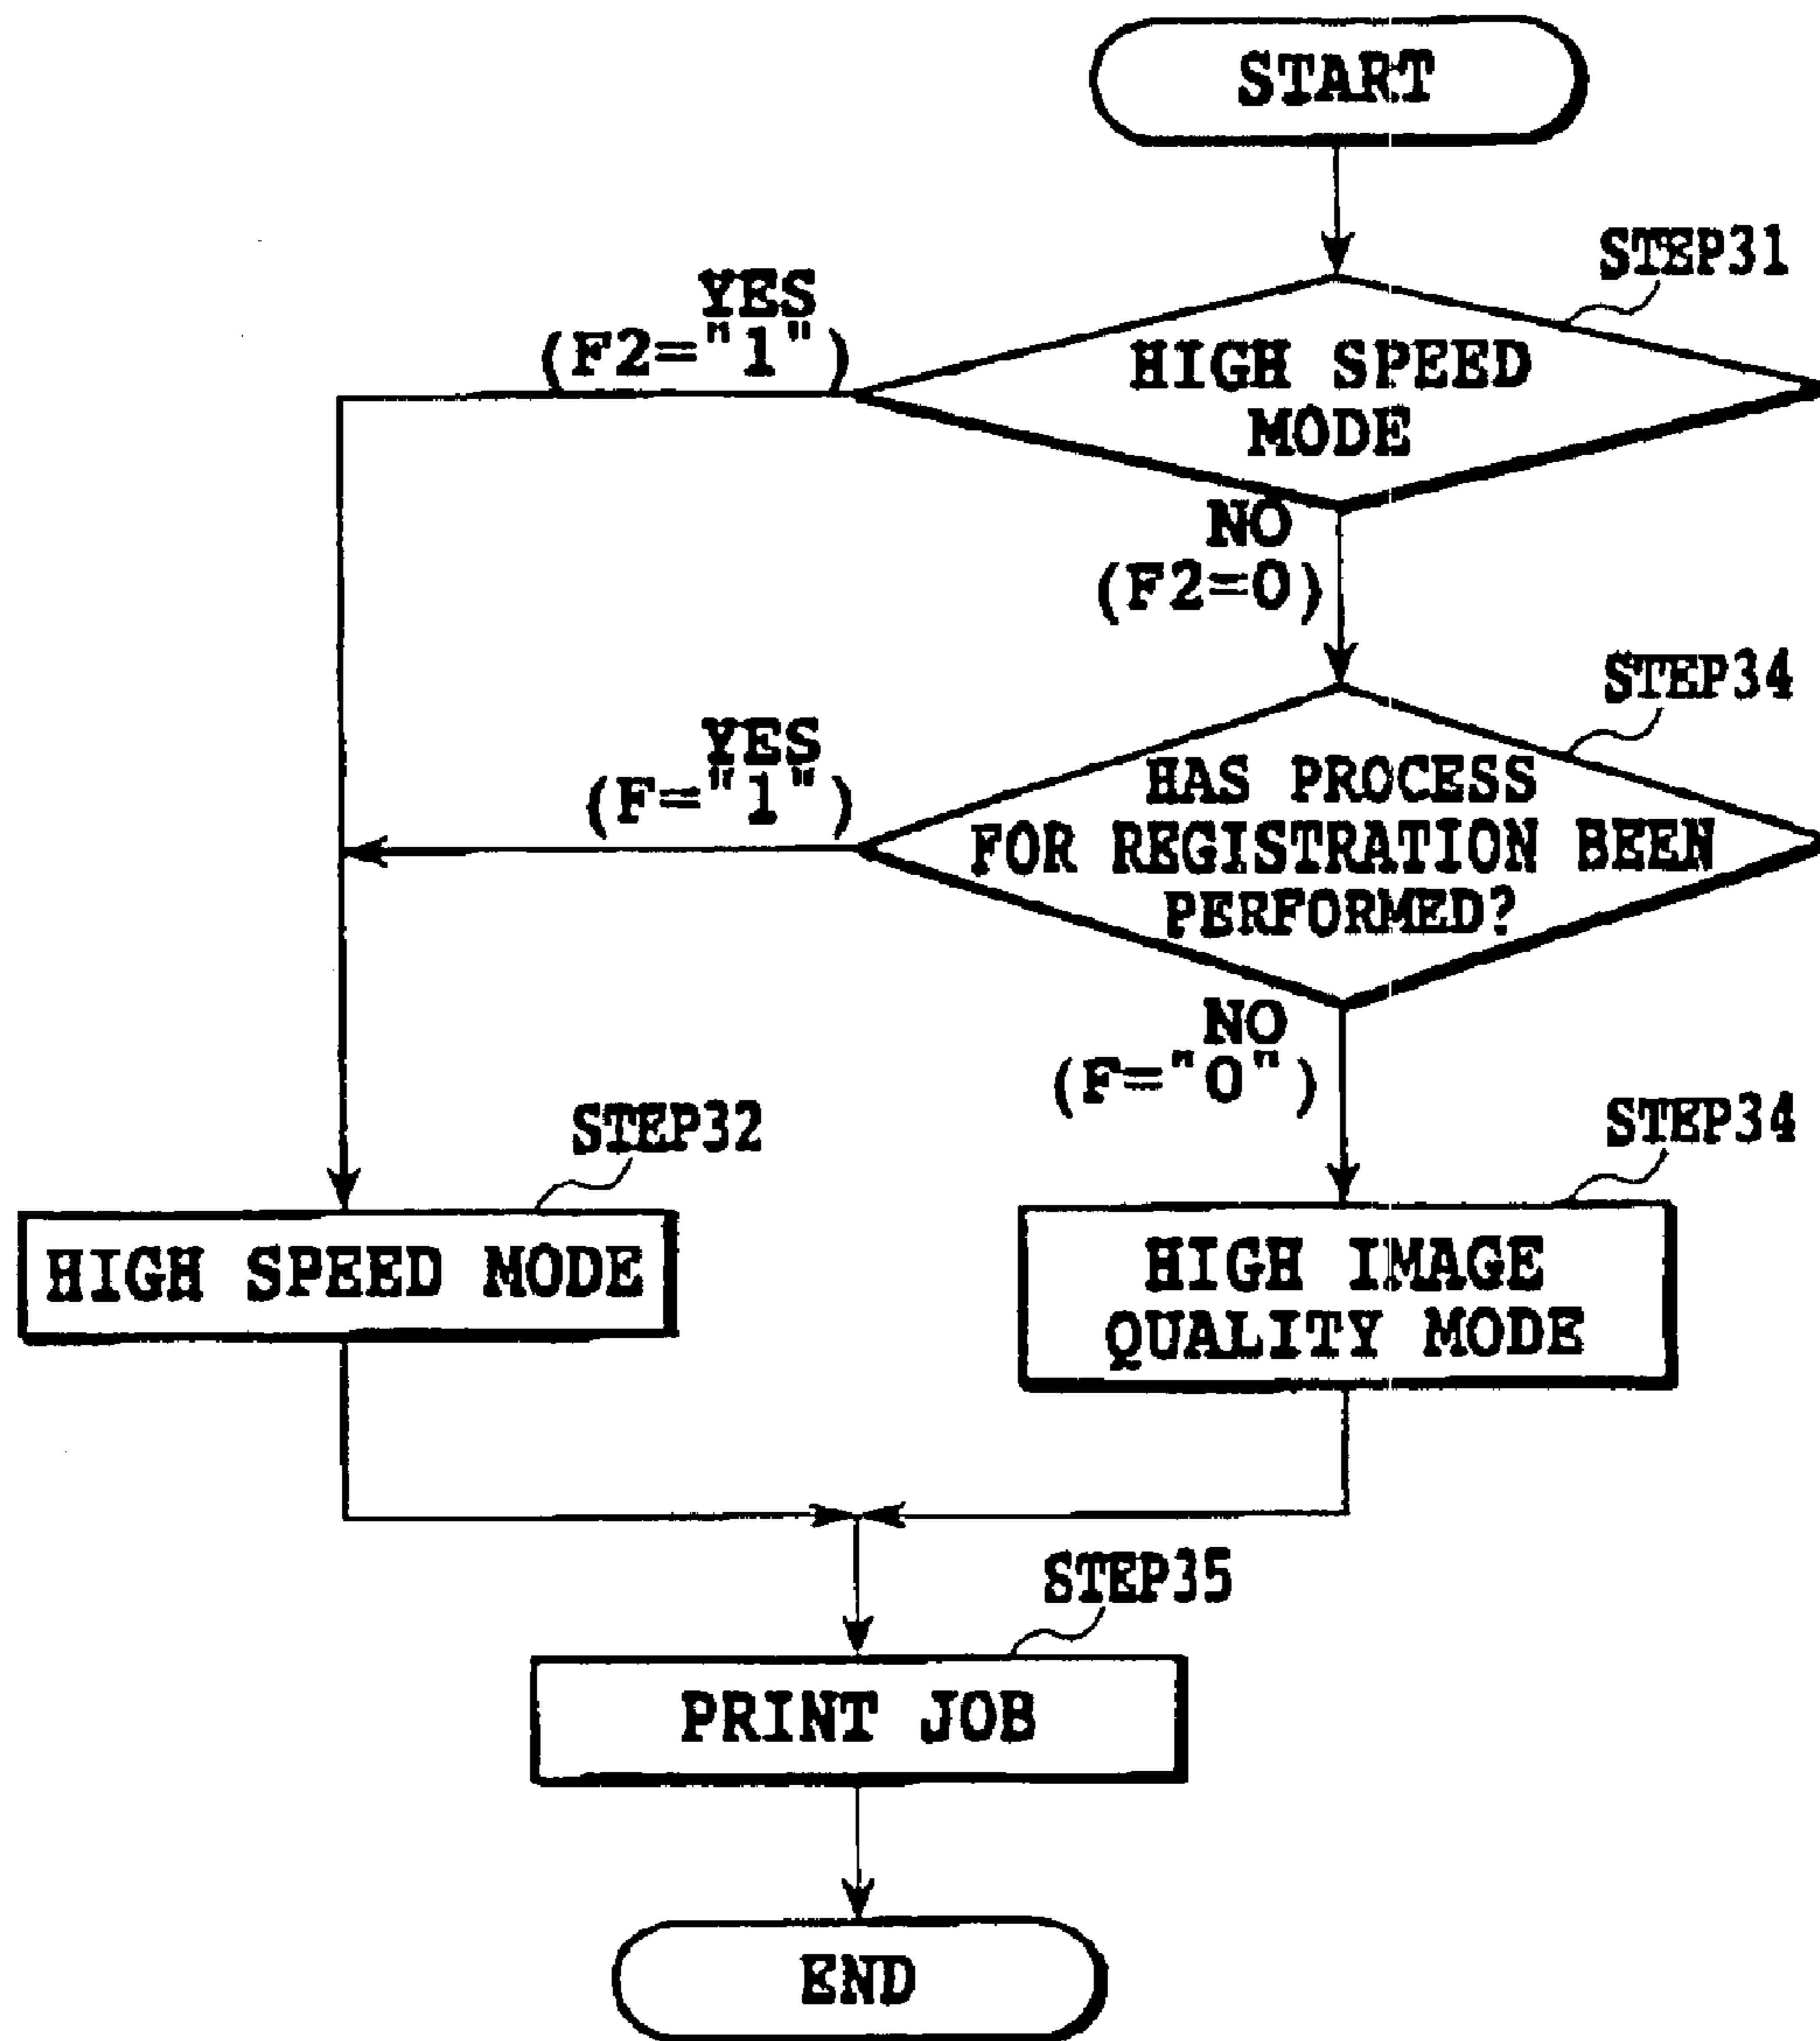 START
STEP31
YES
(F2="1")
HIGH SPEED
MODE
NO
(F2=0)
STEP34
YES
(F="1")
HAS PROCESS
FOR REGISTRATION BEEN
PERFORMED?
NO
(F="0")
STEP32
STEP34
HIGH SPEED MODE
HIGH IMAGE
QUALITY MODE
STEP35
PRINT JOB
END